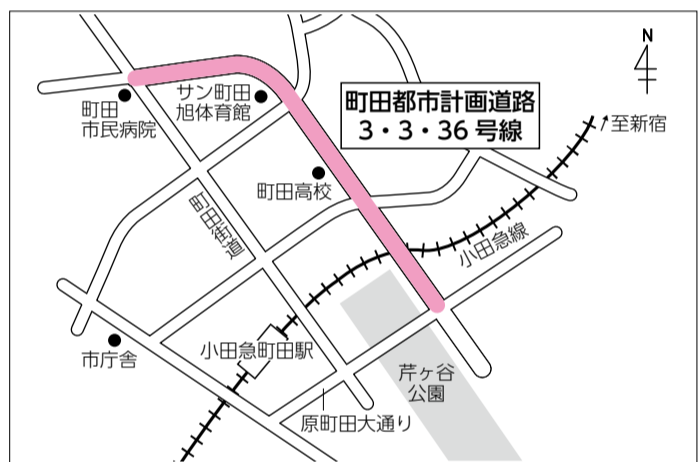 N
町田都市計画道路
3・3・36号線
至新宿
サン町田
旭体育館
町田
市民病院
町田高校
町田街道
小田急線
小田急町田駅
市庁舎
芹ヶ谷
公園
原町田大通り